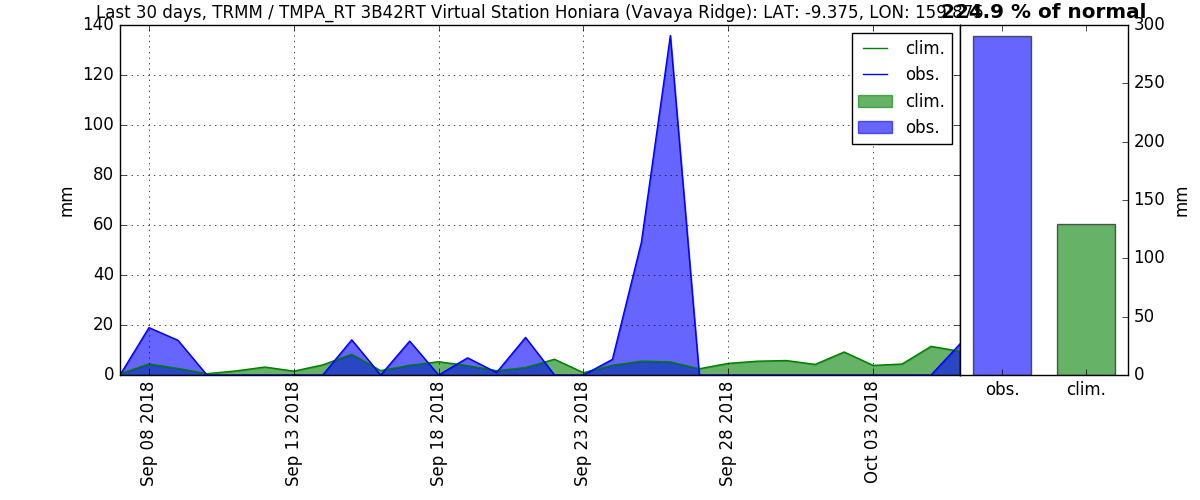 Last 30 days, TRMM / TMPA_RT 3B42RT Virtual Station Honiara (Vavaya Ridge): LAT: -9.375, LON:
224.9 % of normal
140
120
100
80
60
40
20
0
mm
clim.
obs.
clim.
obs.
300
250
200
150
100
50
0
mm
Sep 08 2018
Sep 13 2018
Sep 18 2018
Sep 23 2018
Sep 28 2018
Oct 03 2018
obs.
clim.